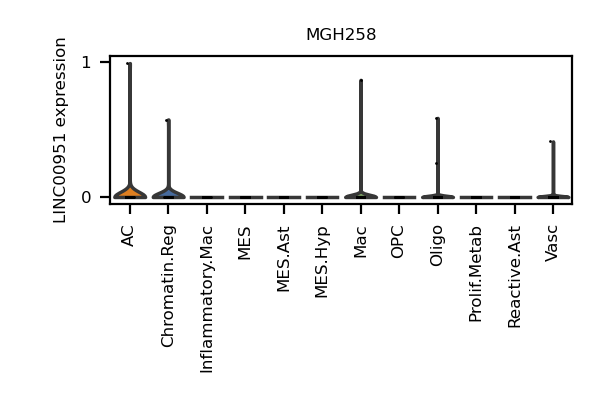 MGH258
LINC00951 expression
1
0
AC
Chromatin.Reg
Inflammatory.Mac
MES
MES.Ast
MES.Hyp
Mac
OPC
Oligo
Prolif.Metab
Reactive.Ast
Vasc